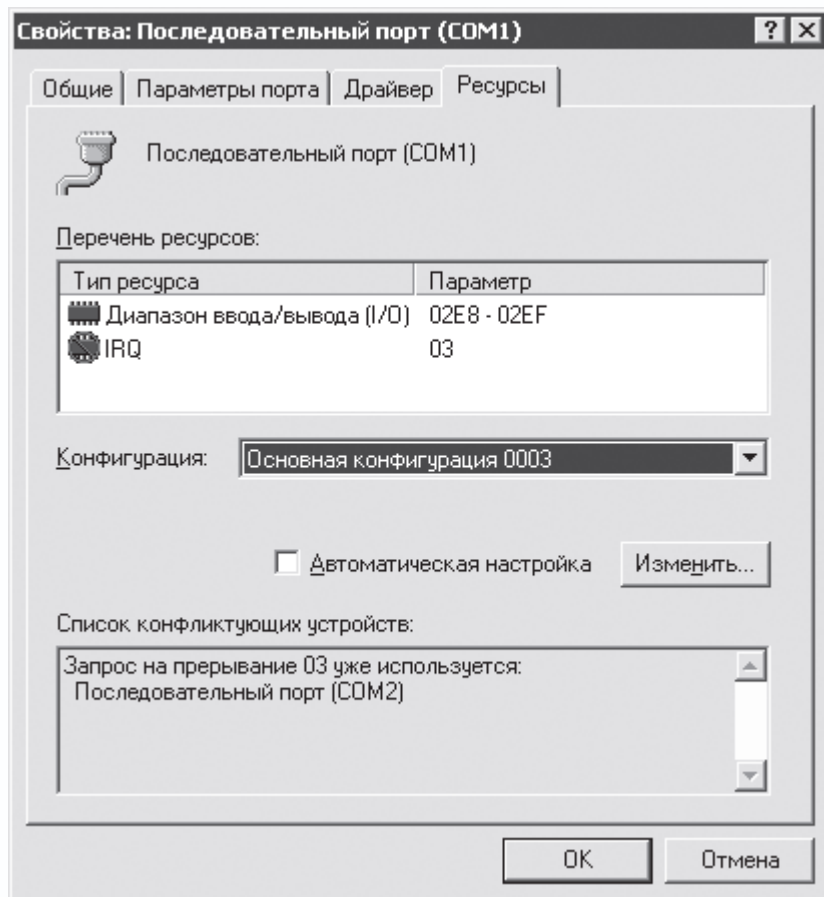 Свойства: Последовательный порт (COM1)
Общие Параметры порта Драйвер Ресурсы
Последовательный порт (COM1)
Перечень ресурсов:
Тип ресурса Параметр
Диапазон ввода/вывода (I/O) 02E8 - 02EF
IRQ 03
Конфигурация: Основная конфигурация 0003
Автоматическая настройка Изменить...
Список конфликтующих устройств:
Запрос на прерывание 03 уже используется:
Последовательный порт (COM2)
OK Отмена